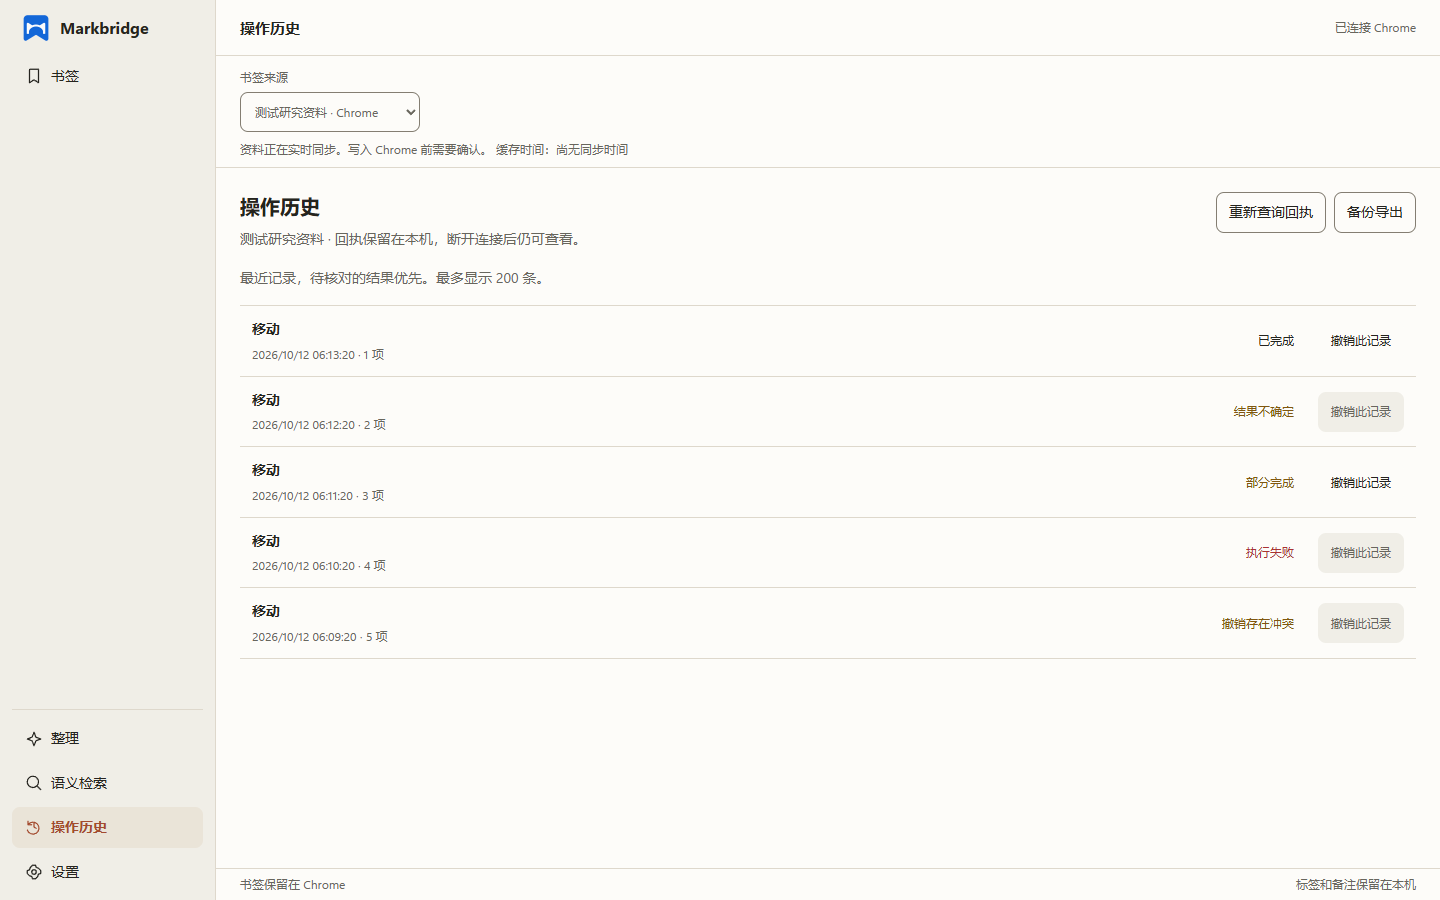 Markbridge
书签
整理
语义检索
操作历史
设置
操作历史
已连接 Chrome
书签来源
测试研究资料 · Chrome
资料正在实时同步。写入 Chrome 前需要确认。 缓存时间：尚无同步时间
操作历史
重新查询回执
备份导出
测试研究资料 · 回执保留在本机，断开连接后仍可查看。
最近记录，待核对的结果优先。最多显示 200 条。
移动
2026/10/12 06:13:20 · 1 项
已完成
撤销此记录
移动
2026/10/12 06:12:20 · 2 项
结果不确定
撤销此记录
移动
2026/10/12 06:11:20 · 3 项
部分完成
撤销此记录
移动
2026/10/12 06:10:20 · 4 项
执行失败
撤销此记录
移动
2026/10/12 06:09:20 · 5 项
撤销存在冲突
撤销此记录
书签保留在 Chrome
标签和备注保留在本机